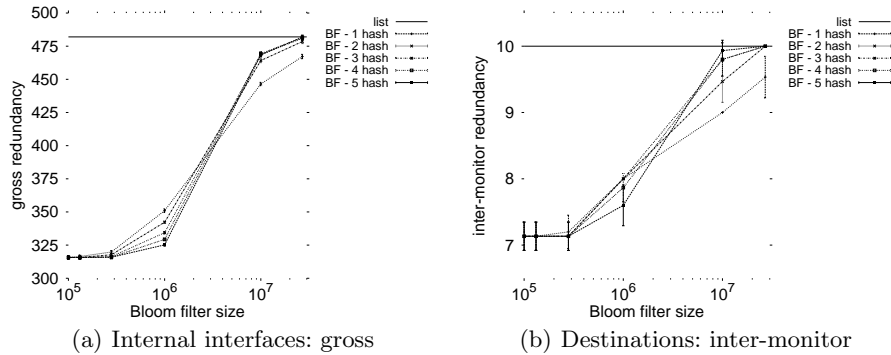 500
475
450
425
400
375
350
325
300
gross redundancy
10^5
10^6
10^7
Bloom filter size
list
BF - 1 hash
BF - 2 hash
BF - 3 hash
BF - 4 hash
BF - 5 hash
(a) Internal interfaces: gross
10
9
8
7
inter-monitor redundancy
10^5
10^6
10^7
Bloom filter size
list
BF - 1 hash
BF - 2 hash
BF - 3 hash
BF - 4 hash
BF - 5 hash
(b) Destinations: inter-monitor